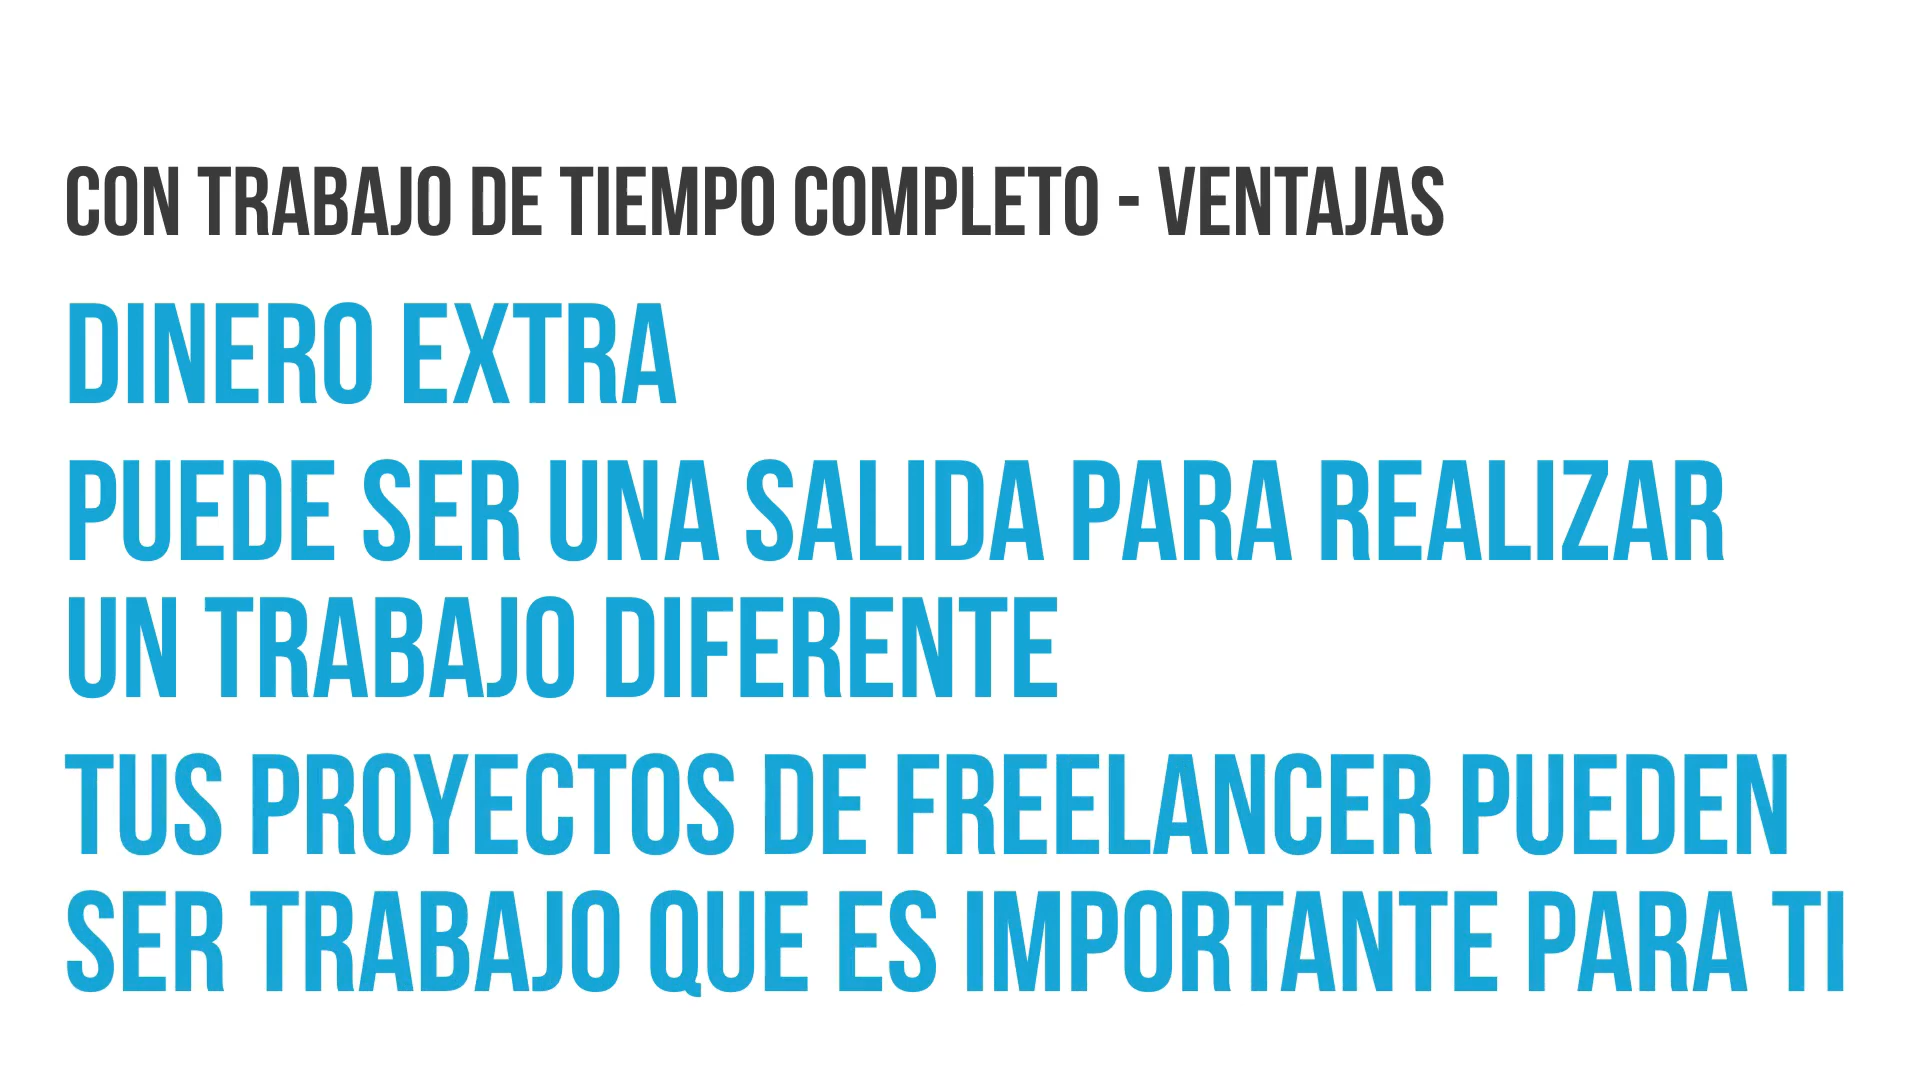 CON TRABAJO DE TIEMPO COMPLETO - VENTAJAS
DINERO EXTRA
PUEDE SER UNA SALIDA PARA REALIZAR
UN TRABAJO DIFERENTE
TUS PROYECTOS DE FREELANCER PUEDEN
SER TRABAJO QUE ES IMPORTANTE PARA TI